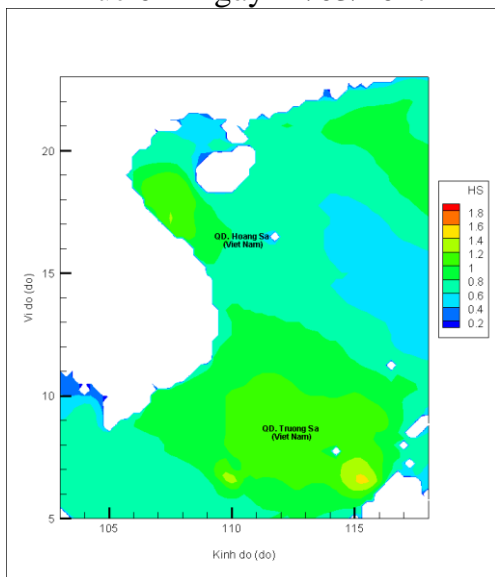 20
15
10
5
Vi do (do)
QD. Hoang Sa
(Viet Nam)
QD. Truong Sa
(Viet Nam)
105
110
115
Kinh do (do)
HS
1.8
1.6
1.4
1.2
1
0.8
0.6
0.4
0.2